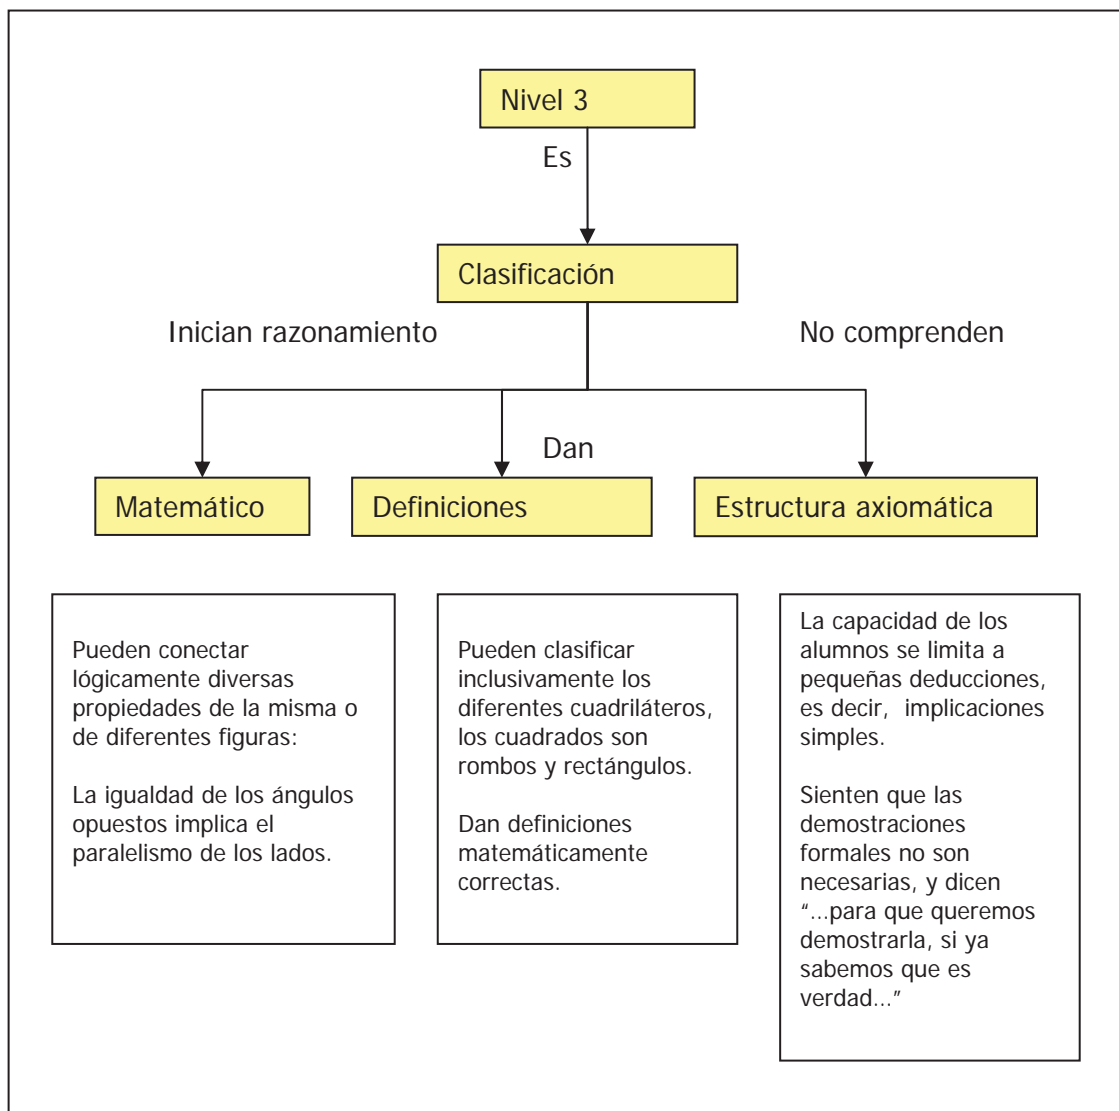 Nivel 3
Es
Clasificación
Inician razonamiento
No comprenden
Dan
Matemático
Definiciones
Estructura axiomática
Pueden conectar
lógicamente diversas
propiedades de la misma o
de diferentes figuras:
La igualdad de los ángulos
opuestos implica el
paralelismo de los lados.
Pueden clasificar
inclusivamente los
diferentes cuadriláteros,
los cuadrados son
rombos y rectángulos.
Dan definiciones
matemáticamente
correctas.
La capacidad de los
alumnos se limita a
pequeñas deducciones,
es decir, implicaciones
simples.
Sienten que las
demostraciones
formales no son
necesarias, y dicen
“...para que queremos
demostrarla, si ya
sabemos que es
verdad...”